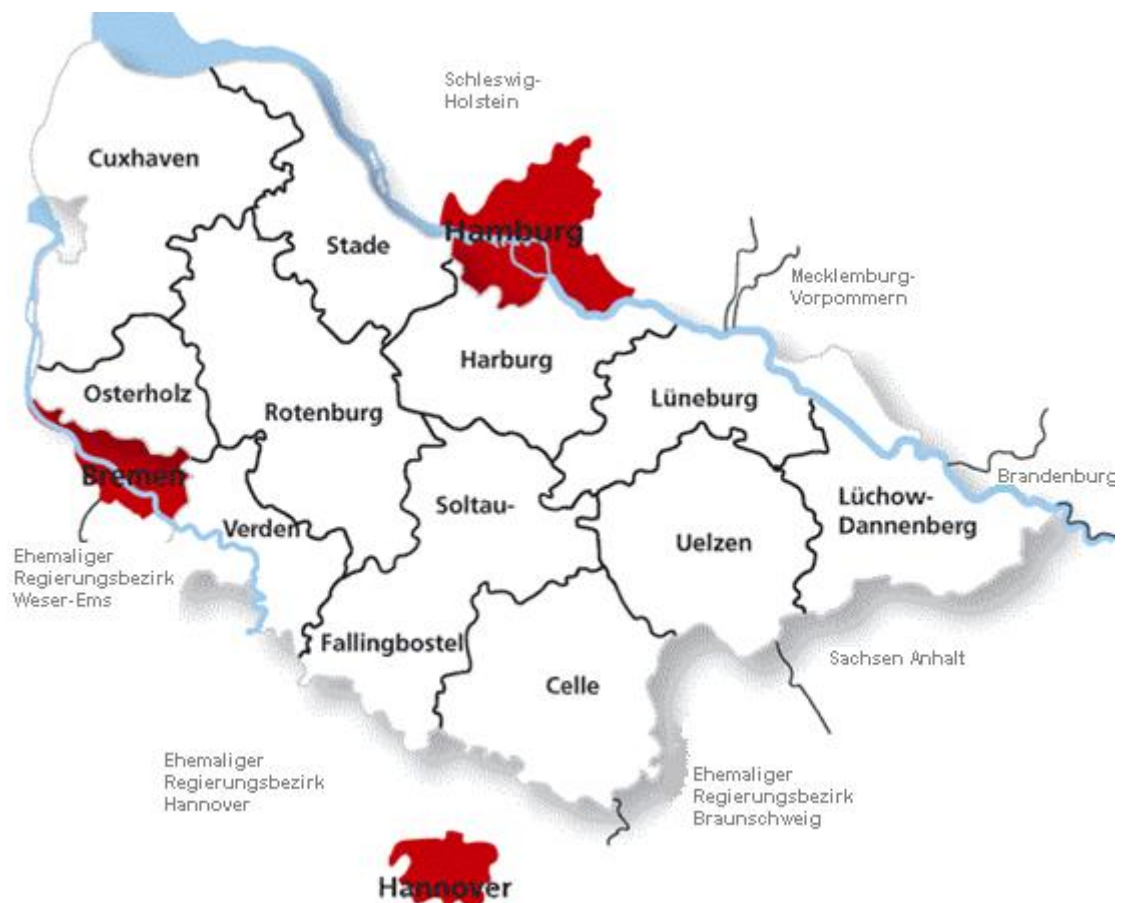 Schleswig-
Holstein
Cuxhaven
Hamburg
Stade
Mecklemburg-
Vorpommern
Harburg
Osterholz
Lüneburg
Rotenburg
Bremen
Brandenburg
Soltau-
Lüchow-
Dannenberg
Verden
Uelzen
Ehemaliger
Regierungsbezirk
Weser-Ems
Fallingbostel
Sachsen Anhalt
Celle
Ehemaliger
Regierungsbezirk
Hannover
Ehemaliger
Regierungsbezirk
Braunschweig
Hannover